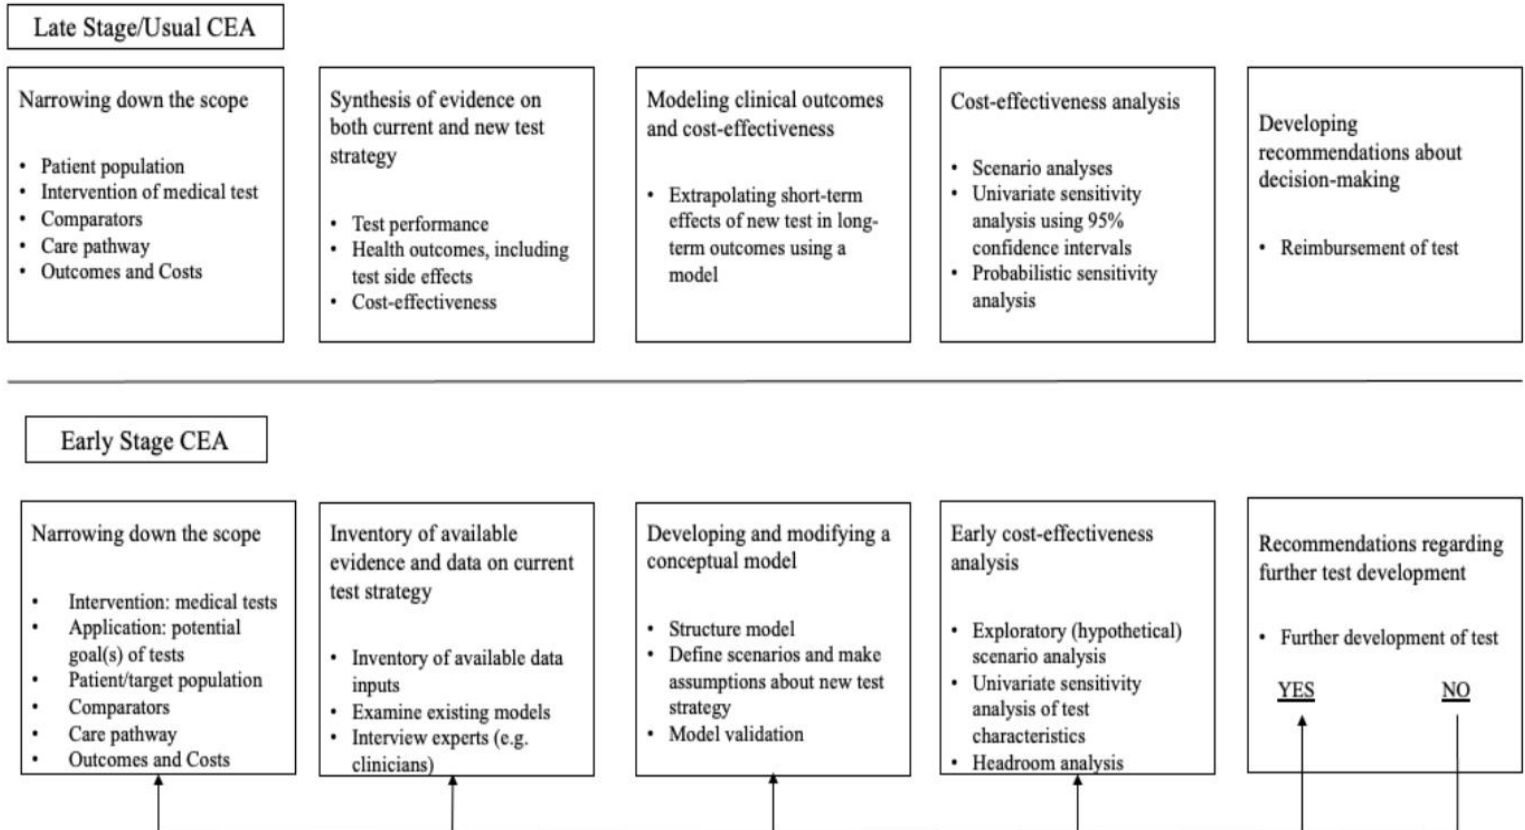 Late Stage/Usual CEA
Narrowing down the scope
• Patient population
• Intervention of medical test
• Comparators
• Care pathway
• Outcomes and Costs
Synthesis of evidence on
both current and new test
strategy
• Test performance
• Health outcomes, including
test side effects
• Cost-effectiveness
Modeling clinical outcomes
and cost-effectiveness
• Extrapolating short-term
effects of new test in long-
term outcomes using a
model
Cost-effectiveness analysis
• Scenario analyses
• Univariate sensitivity
analysis using 95%
confidence intervals
• Probabilistic sensitivity
analysis
Developing
recommendations about
decision-making
• Reimbursement of test
Early Stage CEA
Narrowing down the scope
• Intervention: medical tests
• Application: potential
goal(s) of tests
• Patient/target population
• Comparators
• Care pathway
• Outcomes and Costs
Inventory of available
evidence and data on current
test strategy
• Inventory of available data
inputs
• Examine existing models
• Interview experts (e.g.
clinicians)
Developing and modifying a
conceptual model
• Structure model
• Define scenarios and make
assumptions about new test
strategy
• Model validation
Early cost-effectiveness
analysis
• Exploratory (hypothetical)
scenario analysis
• Univariate sensitivity
analysis of test
characteristics
• Headroom analysis
Recommendations regarding
further test development
• Further development of test
YES NO